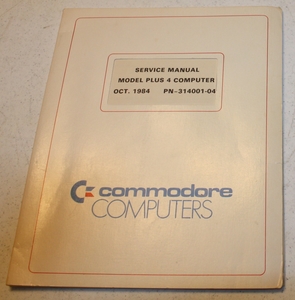 SERVICE MANUAL
MODEL PLUS 4 COMPUTER
OCT. 1984 PN-314001-04
commodore
COMPUTERS